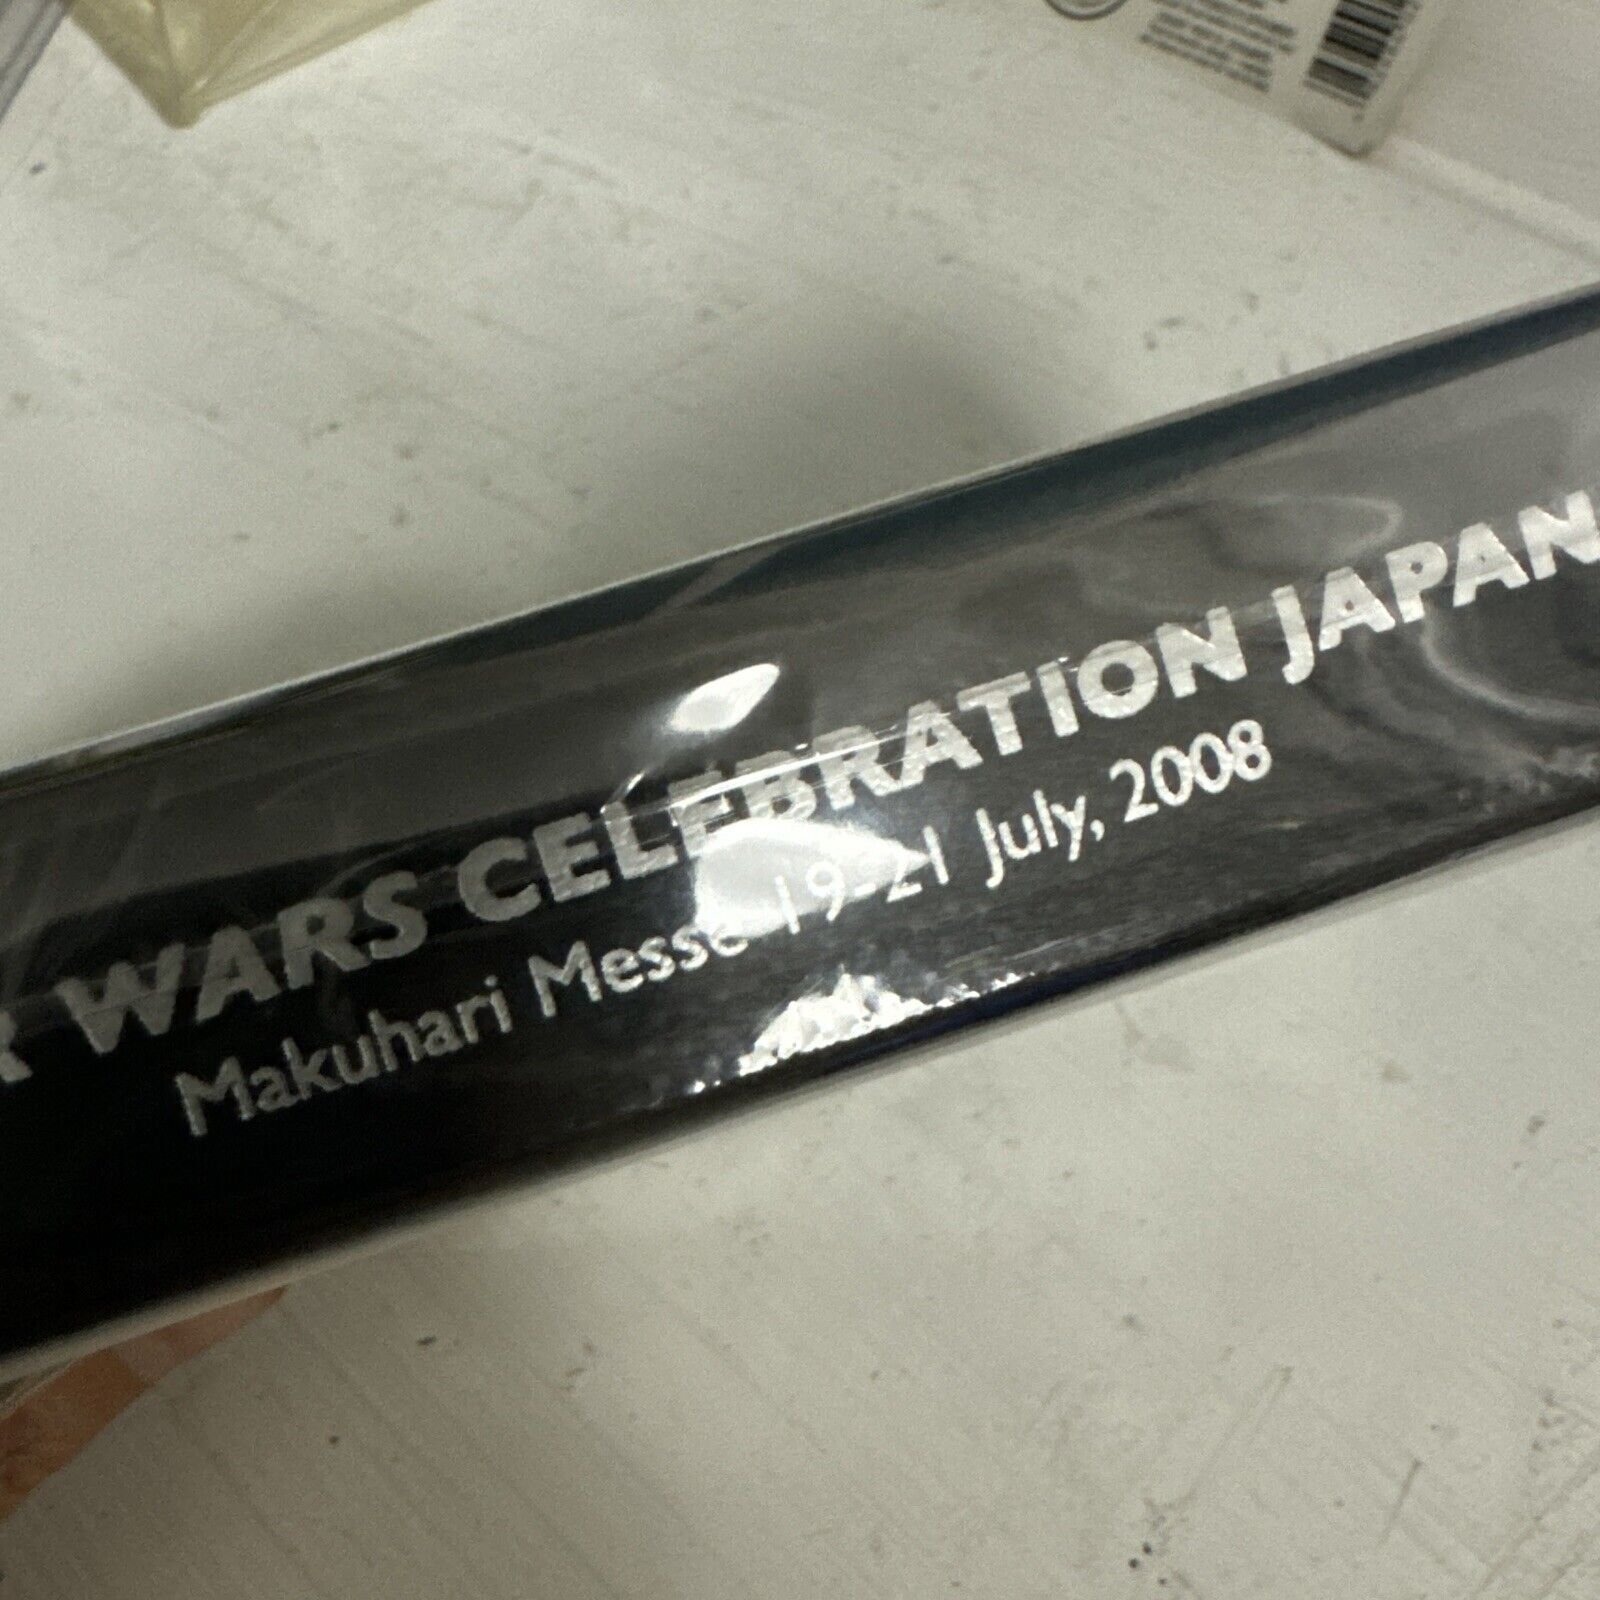 R WARS CELEBRATION JAPAN
Makuhari Messe 19-21 July, 2008